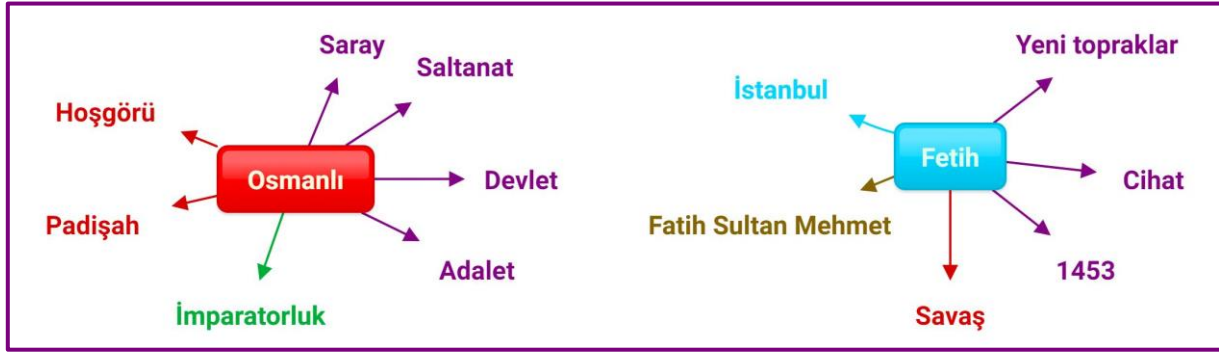 Saray
Saltanat
Hoşgörü
Osmanlı
Devlet
Padişah
Adalet
İmparatorluk
Yeni topraklar
İstanbul
Fetih
Cihat
Fatih Sultan Mehmet
1453
Savaş